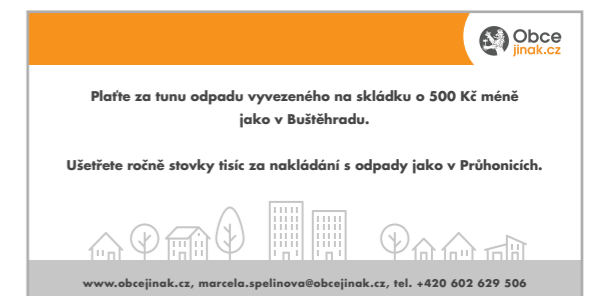 Obce
jinak.cz
Plaťte za tunu odpadu vyvezeného na skládku o 500 Kč méně
jako v Buštěhradu.
Ušetřete ročně stovky tisíc za nakládání s odpady jako v Průhonicích.
www.obcejinak.cz, marcela.spelinova@obcejinak.cz, tel. +420 602 629 506